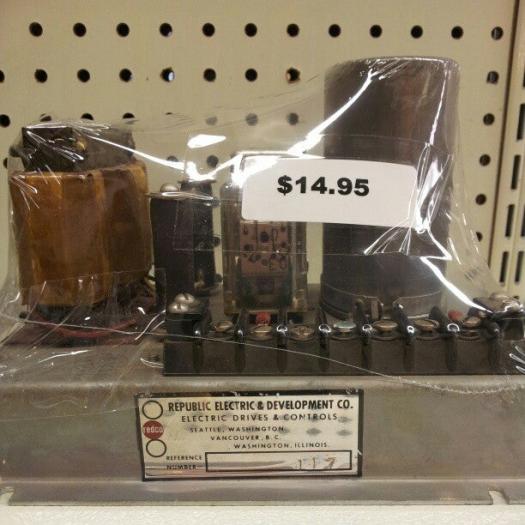 $14.95
REPUBLIC ELECTRIC & DEVELOPMENT CO.
ELECTRIC DRIVES & CONTROLS
redco
SEATTLE, WASHINGTON
VANCOUVER, B.C.
WASHINGTON, ILLINOIS.
REFERENCE
NUMBER
117